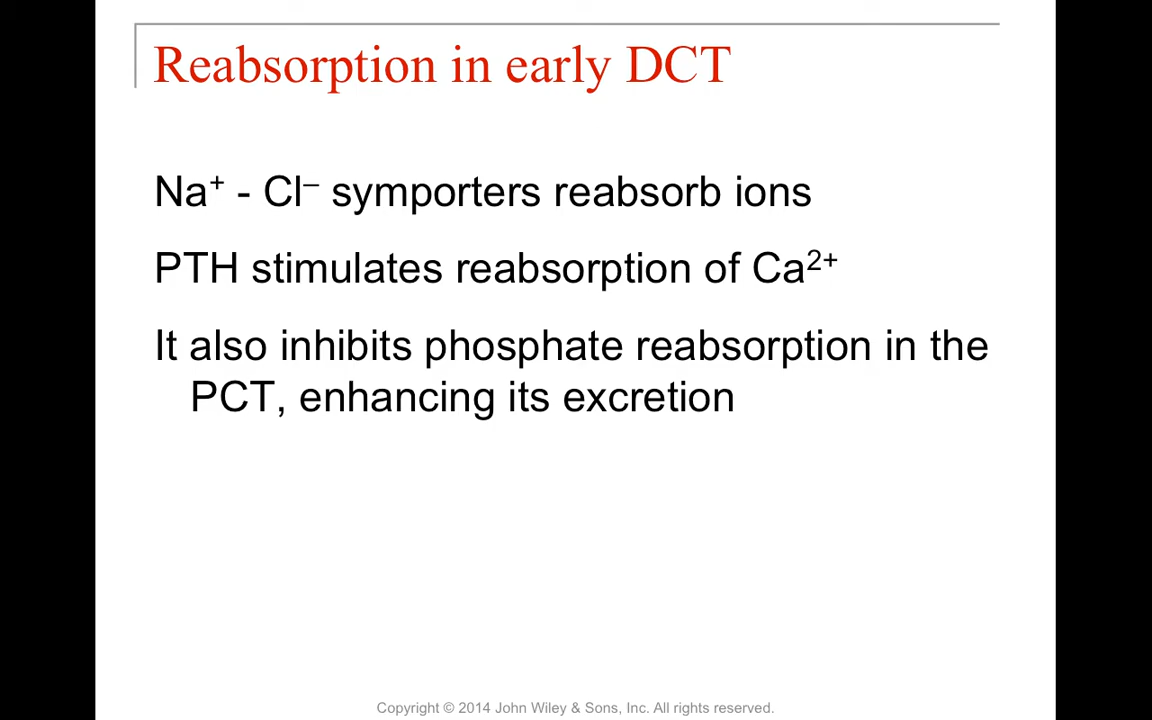 Reabsorption in early DCT
Na⁺ - Cl⁻ symporters reabsorb ions
PTH stimulates reabsorption of Ca²⁺
It also inhibits phosphate reabsorption in the
PCT, enhancing its excretion
Copyright © 2014 John Wiley & Sons, Inc. All rights reserved.